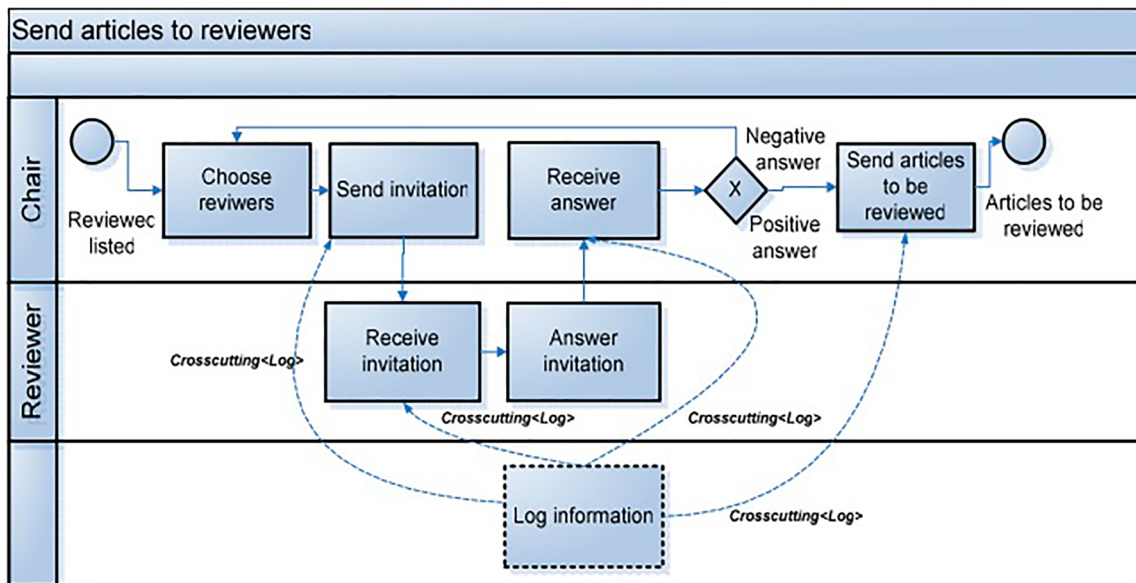 Send articles to reviewers
Chair
Reviewed
listed
Choose
reviwers
Send invitation
Receive
answer
X
Negative
answer
Positive
answer
Send articles
to be
reviewed
Articles to be
reviewed
Reviewer
Receive
invitation
Answer
invitation
Crosscutting<Log>
Crosscutting<Log>
Crosscutting<Log>
Log information
Crosscutting<Log>